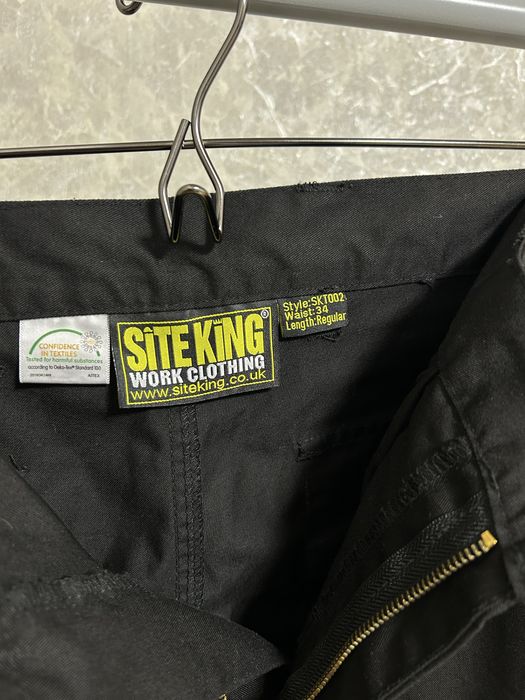 CONFIDENCE
IN TEXTILES
Tested for harmful substances
according to Oeko-Tex® Standard 100
SITE KING®
WORK CLOTHING
www.siteking.co.uk
Style:SKT002
Waist:34
Length:Regular